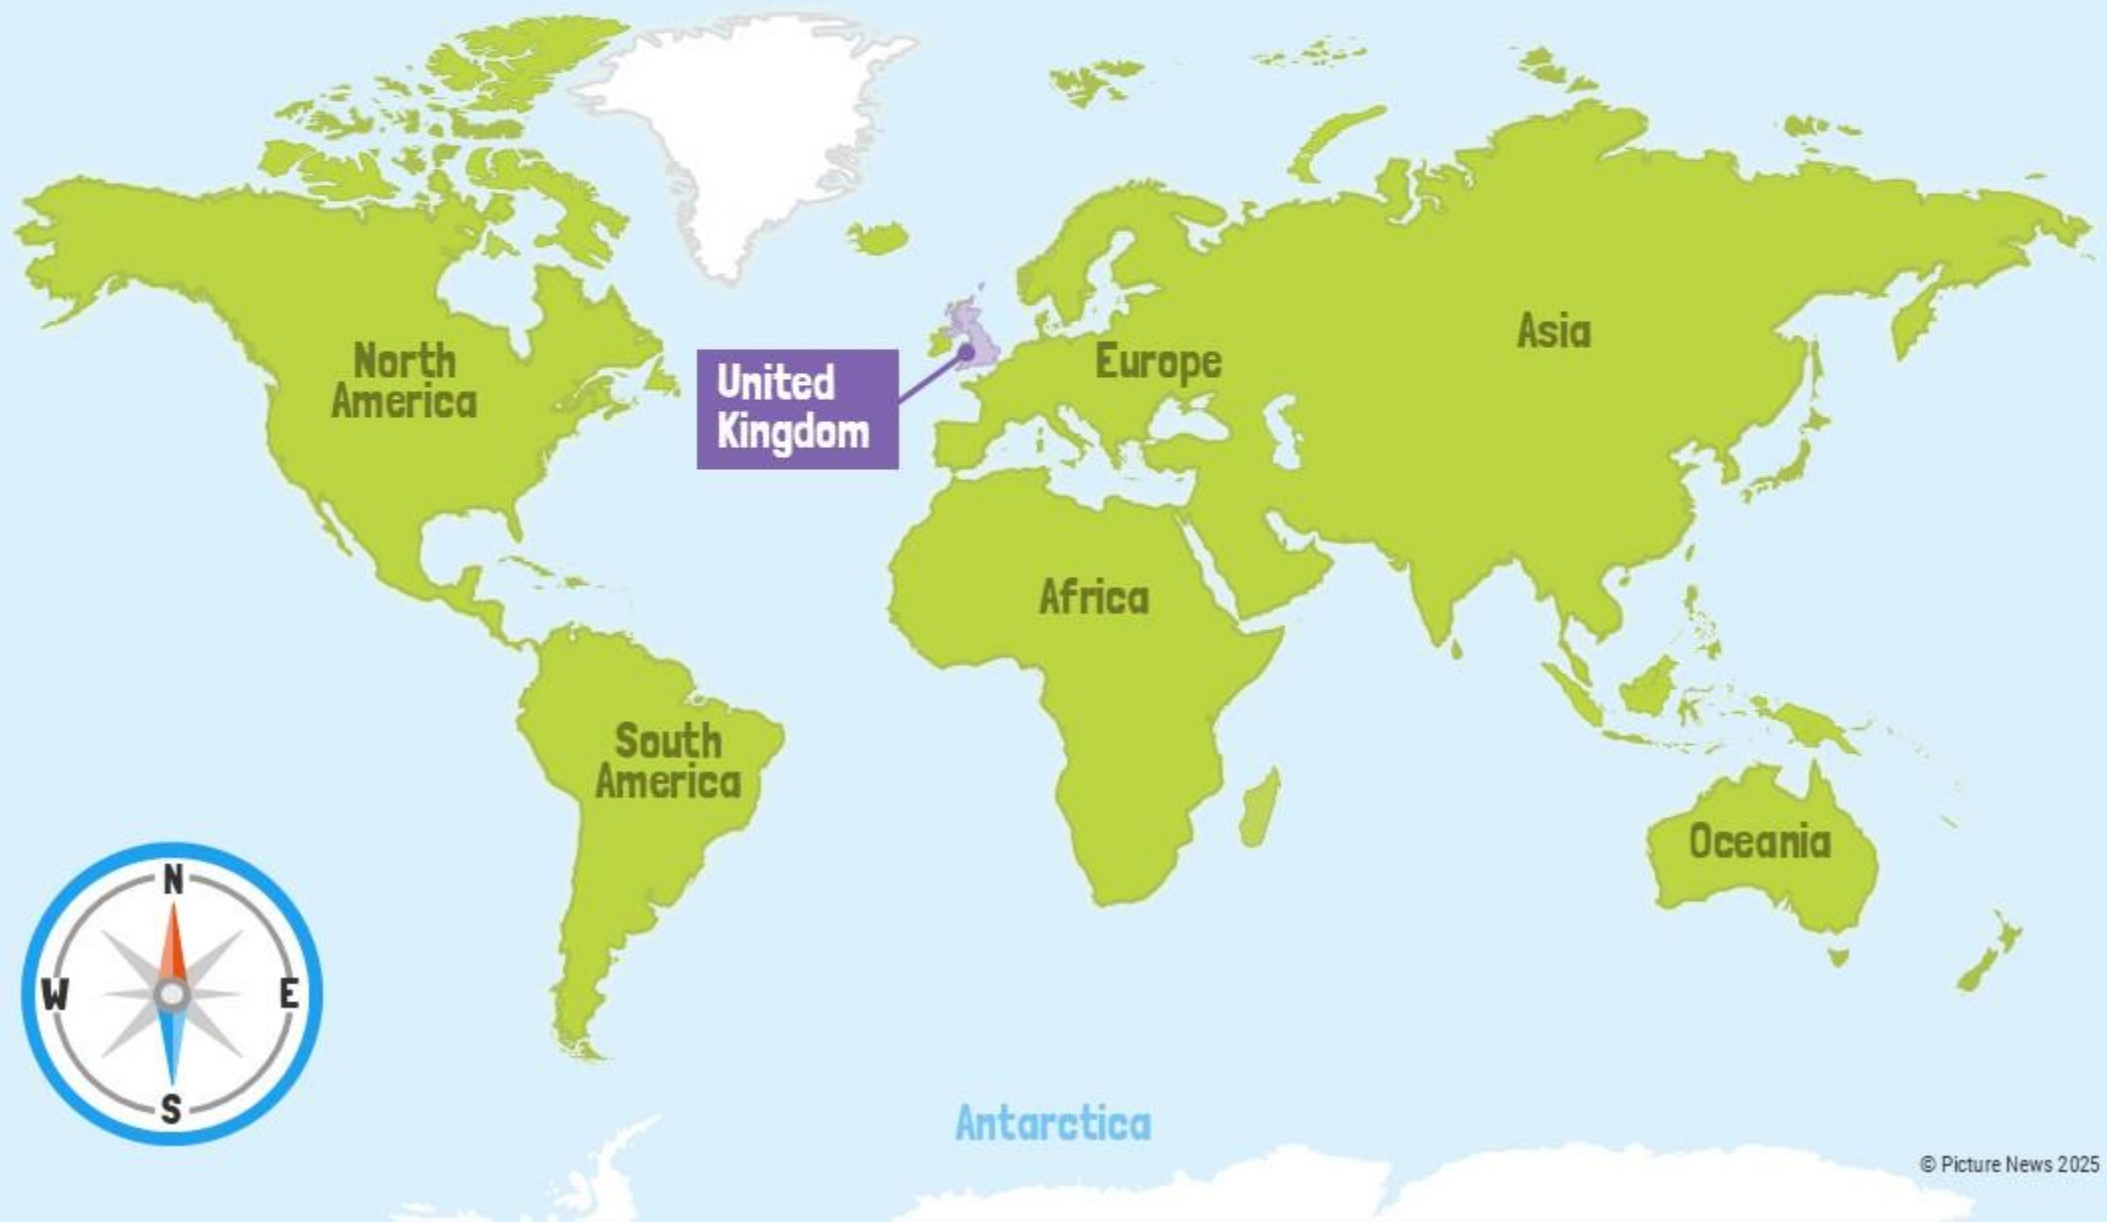 North
America
United
Kingdom
Europe
Asia
Africa
South
America
Oceania
N
W
E
S
Antarctica
© Picture News 2025